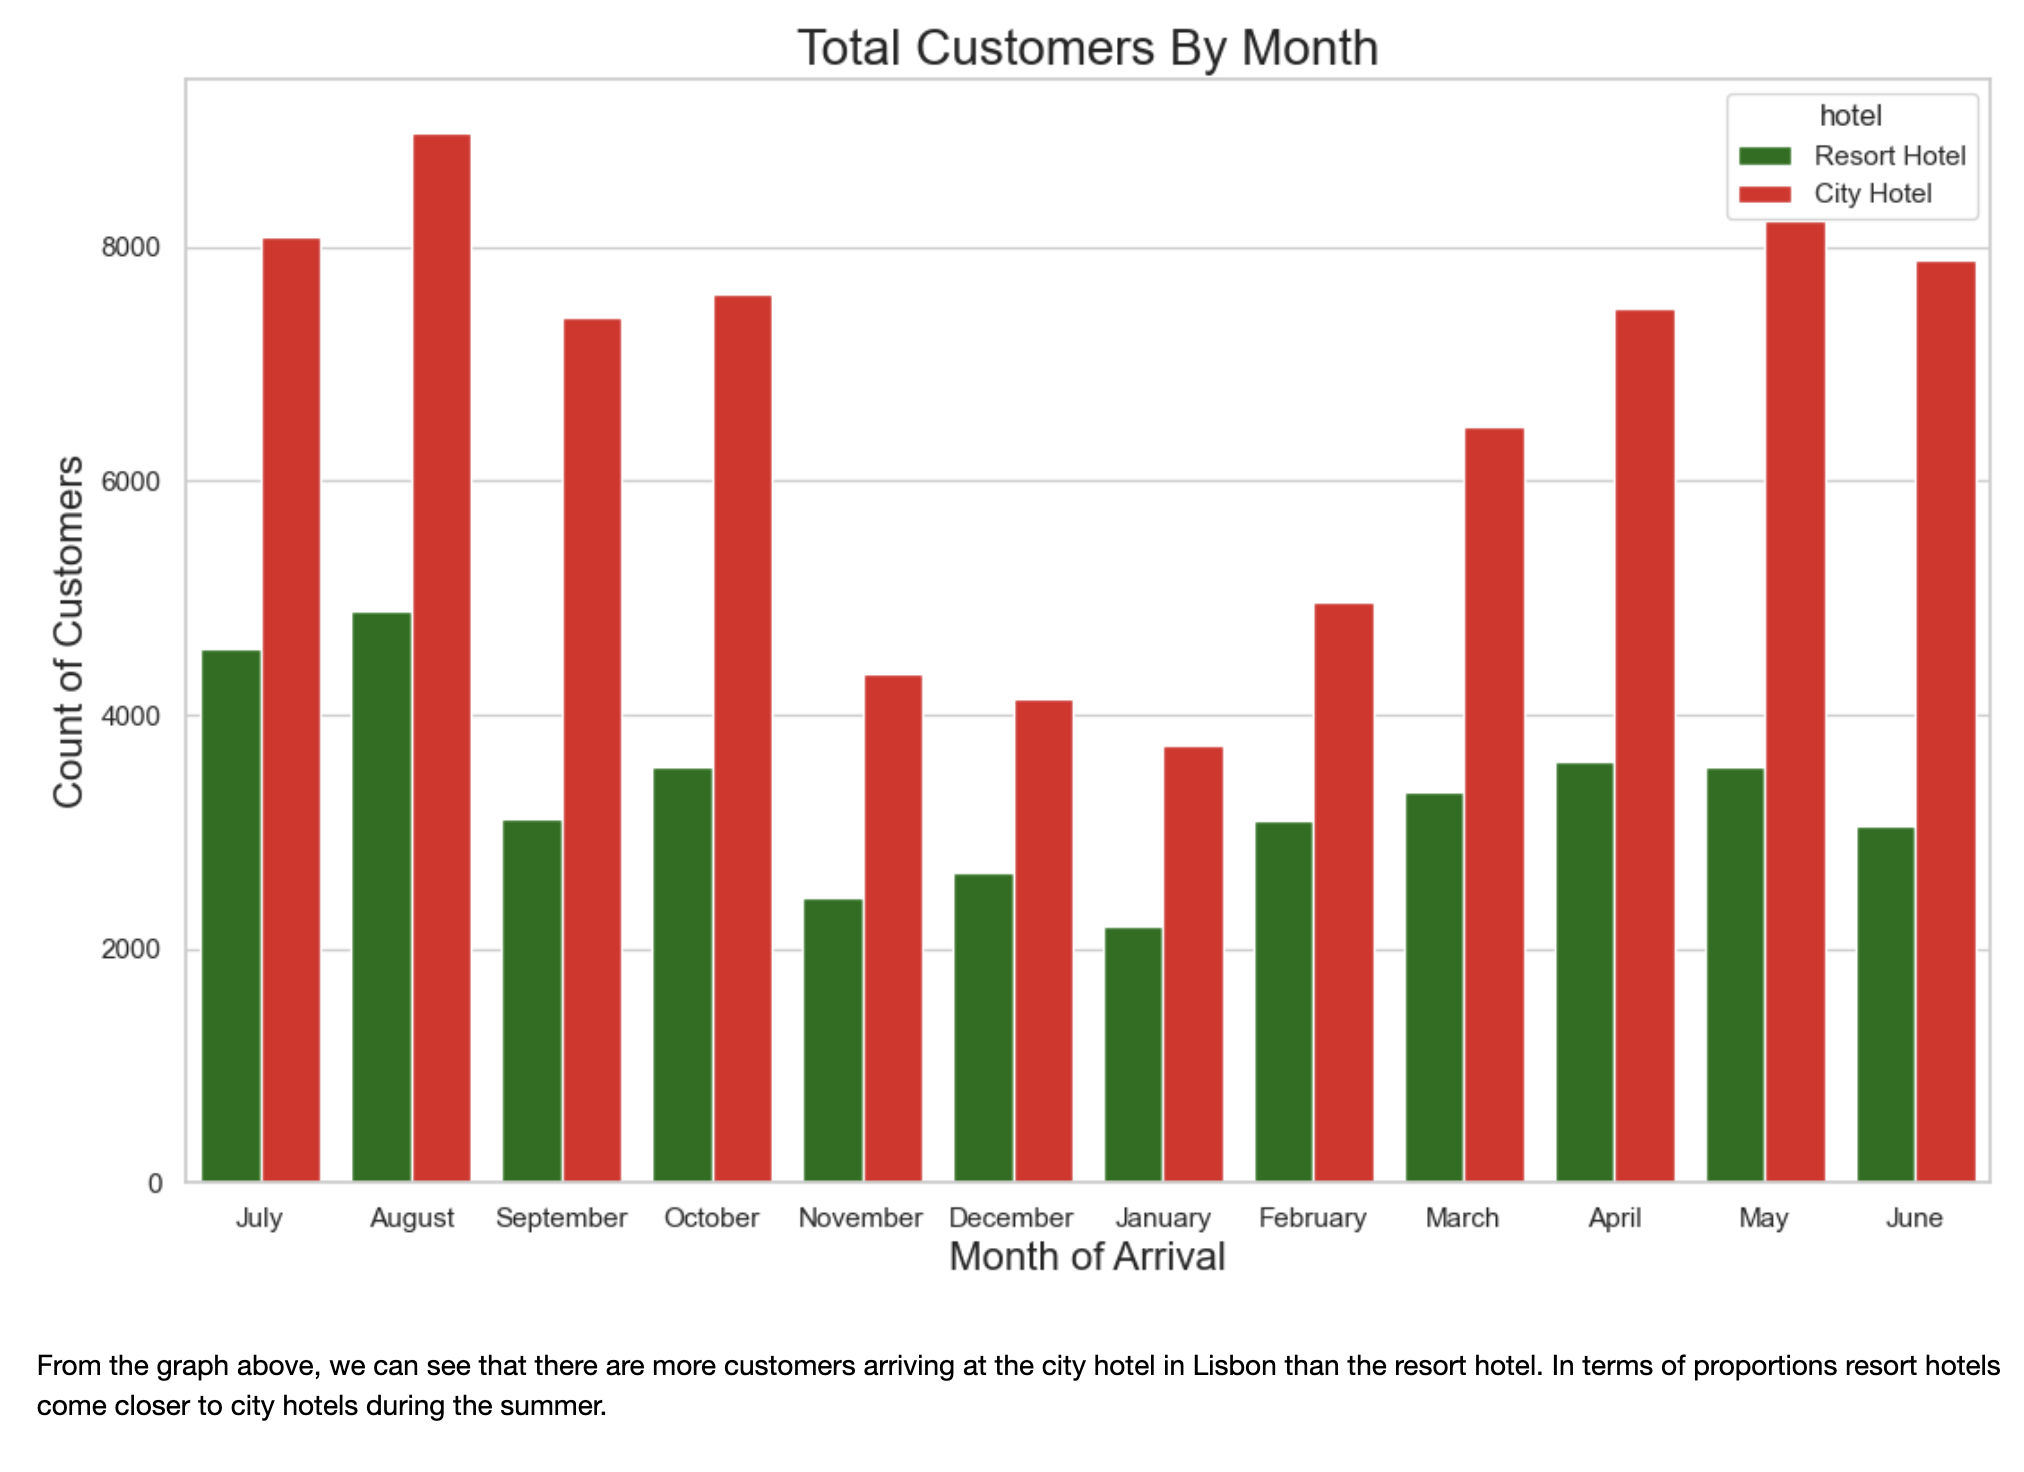 Total Customers By Month
hotel
Resort Hotel
City Hotel
8000
6000
4000
2000
0
Count of Customers
July August September October November December January February March April May June
Month of Arrival
From the graph above, we can see that there are more customers arriving at the city hotel in Lisbon than the resort hotel. In terms of proportions resort hotels
come closer to city hotels during the summer.